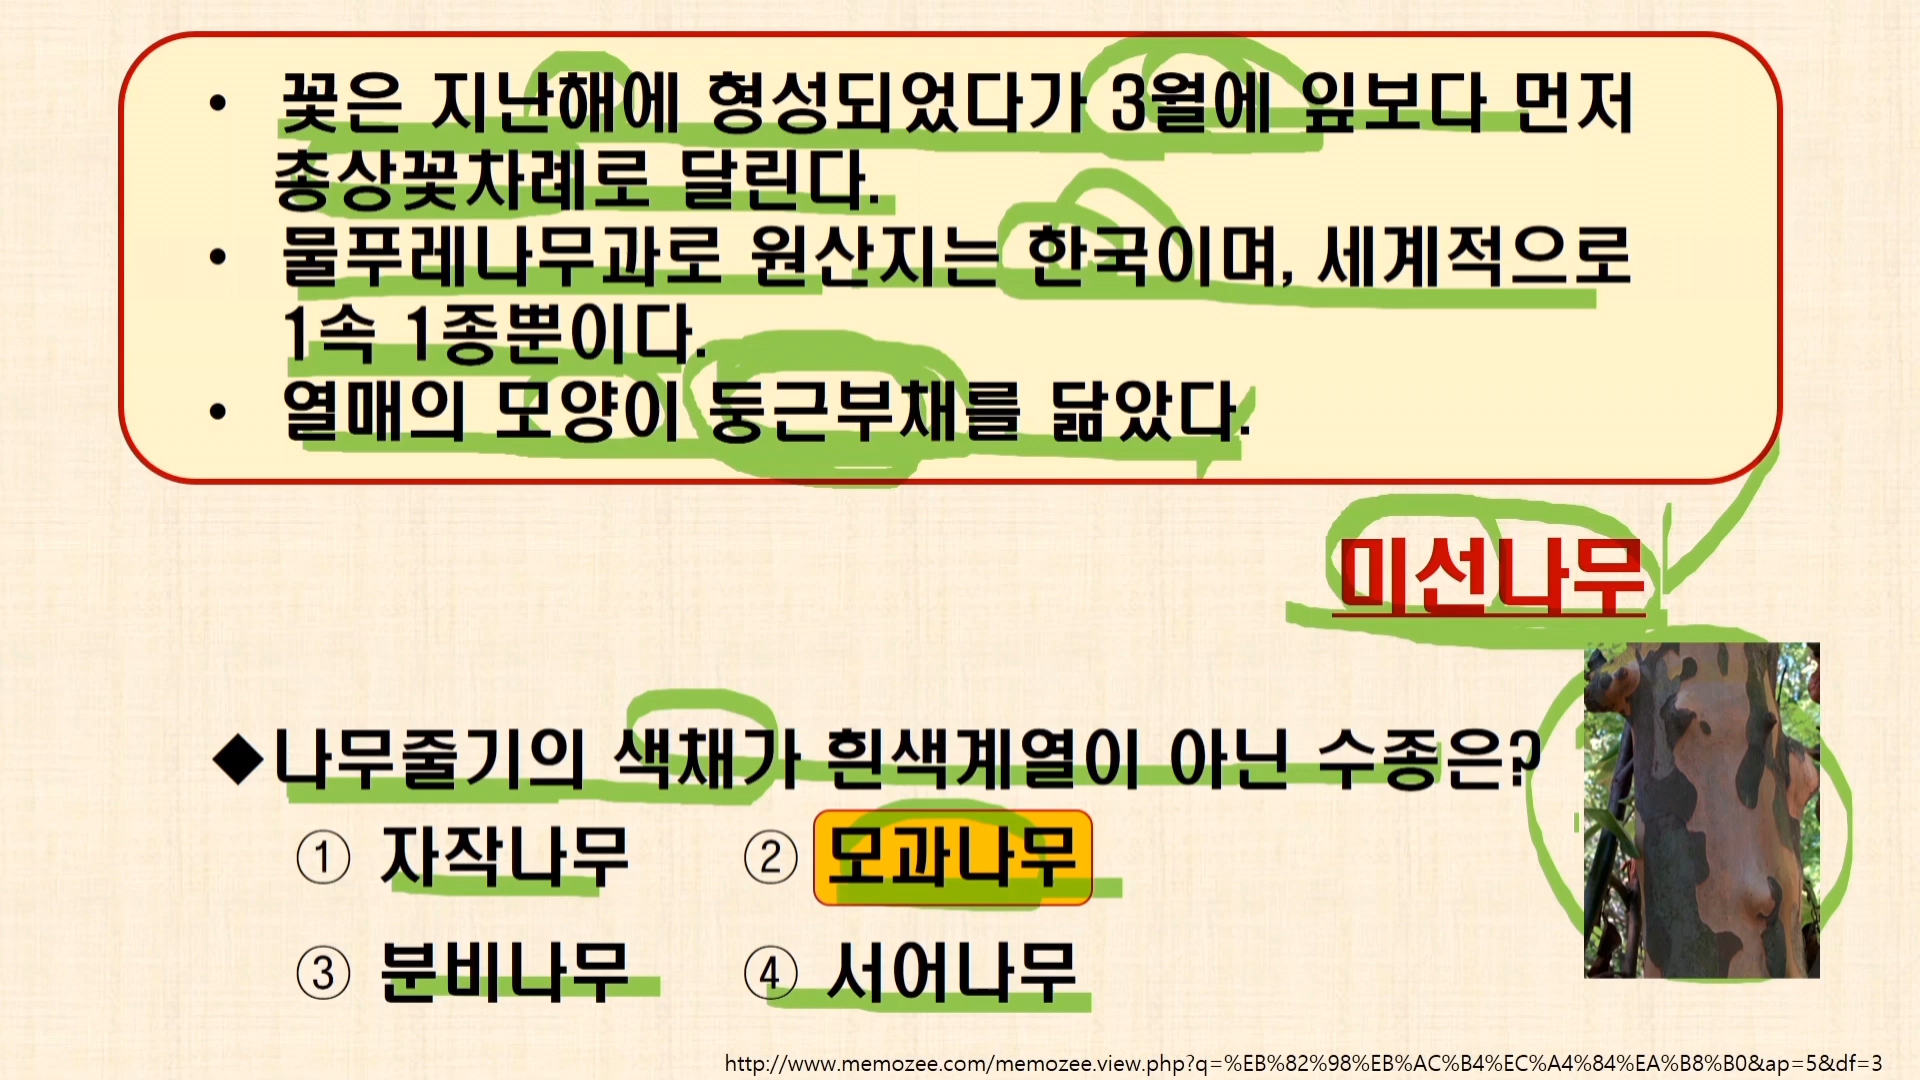 • 꽃은 지난해에 형성되었다가 3월에 잎보다 먼저
총상꽃차례로 달린다.
• 물푸레나무과로 원산지는 한국이며, 세계적으로
1속 1종뿐이다.
• 열매의 모양이 둥근부채를 닮았다.
미선나무
◆나무줄기의 색채가 흰색계열이 아닌 수종은?
① 자작나무 ② 모과나무
③ 분비나무 ④ 서어나무
http://www.memozee.com/memozee.view.php?q=%EB%82%98%EB%AC%B4%EC%A4%84%EA%B8%B0&ap=5&df=3